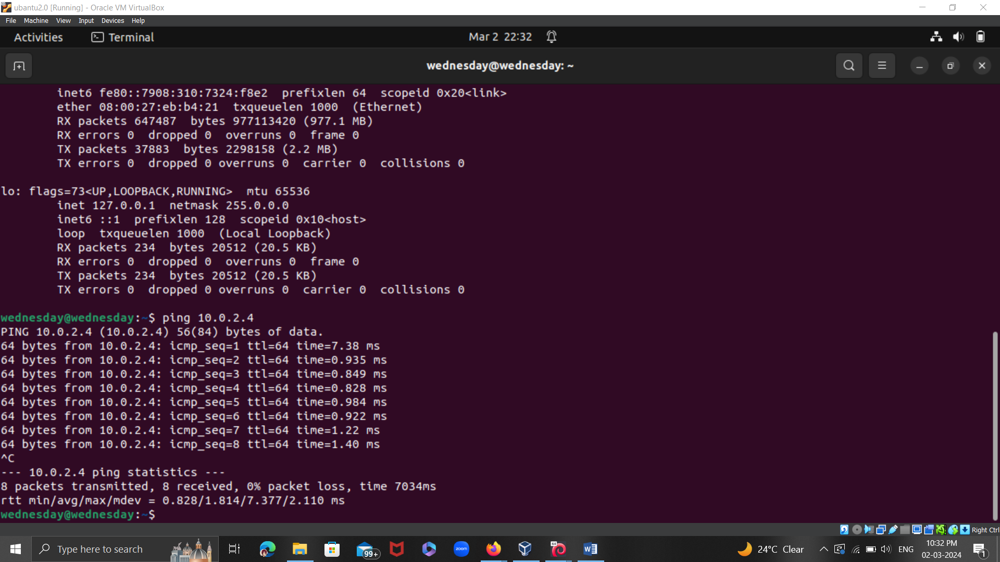 ubantu2.0 [Running] - Oracle VM VirtualBox
File Machine View Input Devices Help
Activities Terminal Mar 2 22:32
wednesday@wednesday: ~
inet6 fe80::7908:310:7324:f8e2 prefixlen 64 scopeid 0x20<link>
ether 08:00:27:eb:b4:21 txqueuelen 1000 (Ethernet)
RX packets 647487 bytes 977113420 (977.1 MB)
RX errors 0 dropped 0 overruns 0 frame 0
TX packets 37883 bytes 2298158 (2.2 MB)
TX errors 0 dropped 0 overruns 0 carrier 0 collisions 0
lo: flags=73<UP,LOOPBACK,RUNNING> mtu 65536
inet 127.0.0.1 netmask 255.0.0.0
inet6 ::1 prefixlen 128 scopeid 0x10<host>
loop txqueuelen 1000 (Local Loopback)
RX packets 234 bytes 20512 (20.5 KB)
RX errors 0 dropped 0 overruns 0 frame 0
TX packets 234 bytes 20512 (20.5 KB)
TX errors 0 dropped 0 overruns 0 carrier 0 collisions 0
wednesday@wednesday:~$ ping 10.0.2.4
PING 10.0.2.4 (10.0.2.4) 56(84) bytes of data.
64 bytes from 10.0.2.4: icmp_seq=1 ttl=64 time=7.38 ms
64 bytes from 10.0.2.4: icmp_seq=2 ttl=64 time=0.935 ms
64 bytes from 10.0.2.4: icmp_seq=3 ttl=64 time=0.849 ms
64 bytes from 10.0.2.4: icmp_seq=4 ttl=64 time=0.828 ms
64 bytes from 10.0.2.4: icmp_seq=5 ttl=64 time=0.984 ms
64 bytes from 10.0.2.4: icmp_seq=6 ttl=64 time=0.922 ms
64 bytes from 10.0.2.4: icmp_seq=7 ttl=64 time=1.22 ms
64 bytes from 10.0.2.4: icmp_seq=8 ttl=64 time=1.40 ms
^C
--- 10.0.2.4 ping statistics ---
8 packets transmitted, 8 received, 0% packet loss, time 7034ms
rtt min/avg/max/mdev = 0.828/1.814/7.377/2.110 ms
wednesday@wednesday:~$
Right Ctrl
Type here to search 99+ zoom 64 W 24°C Clear ENG 10:32 PM
02-03-2024 1